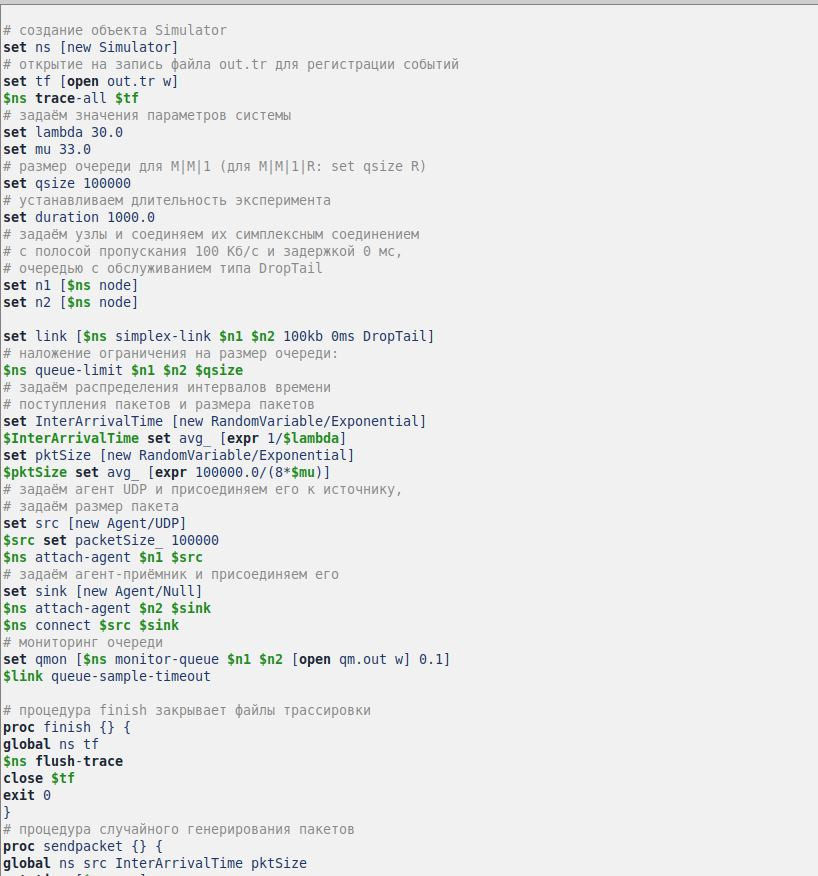 # создание объекта Simulator
set ns [new Simulator]
# открытие на запись файла out.tr для регистрации событий
set tf [open out.tr w]
$ns trace-all $tf
# задаём значения параметров системы
set lambda 30.0
set mu 33.0
# размер очереди для M|M|1 (для M|M|1|R: set qsize R)
set qsize 100000
# устанавливаем длительность эксперимента
set duration 1000.0
# задаём узлы и соединяем их симплексным соединением
# с полосой пропускания 100 Кб/с и задержкой 0 мс,
# очередью с обслуживанием типа DropTail
set n1 [$ns node]
set n2 [$ns node]
set link [$ns simplex-link $n1 $n2 100kb 0ms DropTail]
# наложение ограничения на размер очереди:
$ns queue-limit $n1 $n2 $qsize
# задаём распределения интервалов времени
# поступления пакетов и размера пакетов
set InterArrivalTime [new RandomVariable/Exponential]
$InterArrivalTime set avg_ [expr 1/$lambda]
set pktSize [new RandomVariable/Exponential]
$pktSize set avg_ [expr 100000.0/(8*$mu)]
# задаём агент UDP и присоединяем его к источнику,
# задаём размер пакета
set src [new Agent/UDP]
$src set packetSize_ 100000
$ns attach-agent $n1 $src
# задаём агент-приёмник и присоединяем его
set sink [new Agent/Null]
$ns attach-agent $n2 $sink
$ns connect $src $sink
# мониторинг очереди
set qmon [$ns monitor-queue $n1 $n2 [open qm.out w] 0.1]
$link queue-sample-timeout
# процедура finish закрывает файлы трассировки
proc finish {} {
global ns tf
$ns flush-trace
close $tf
exit 0
}
# процедура случайного генерирования пакетов
proc sendpacket {} {
global ns src InterArrivalTime pktSize